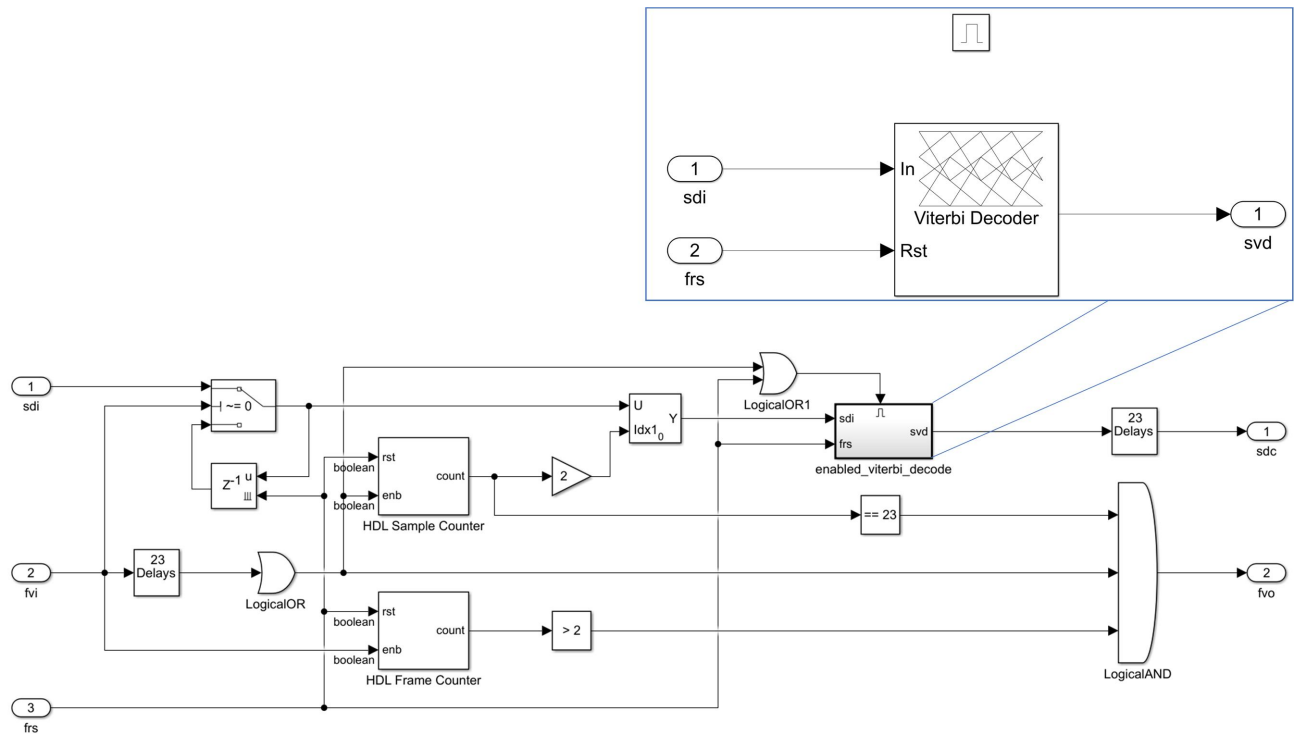 1
sdi
In
Viterbi Decoder
1
svd
2
frs
Rst
1
sdi
~= 0
LogicalOR1
U
Y
Idx1
0
sdi
svd
frs
enabled_viterbi_decode
23
Delays
1
sdc
rst
boolean
count
enb
boolean
HDL Sample Counter
2
z-1
u
== 23
2
fvi
23
Delays
LogicalOR
rst
boolean
count
enb
boolean
HDL Frame Counter
> 2
LogicalAND
2
fvo
3
frs